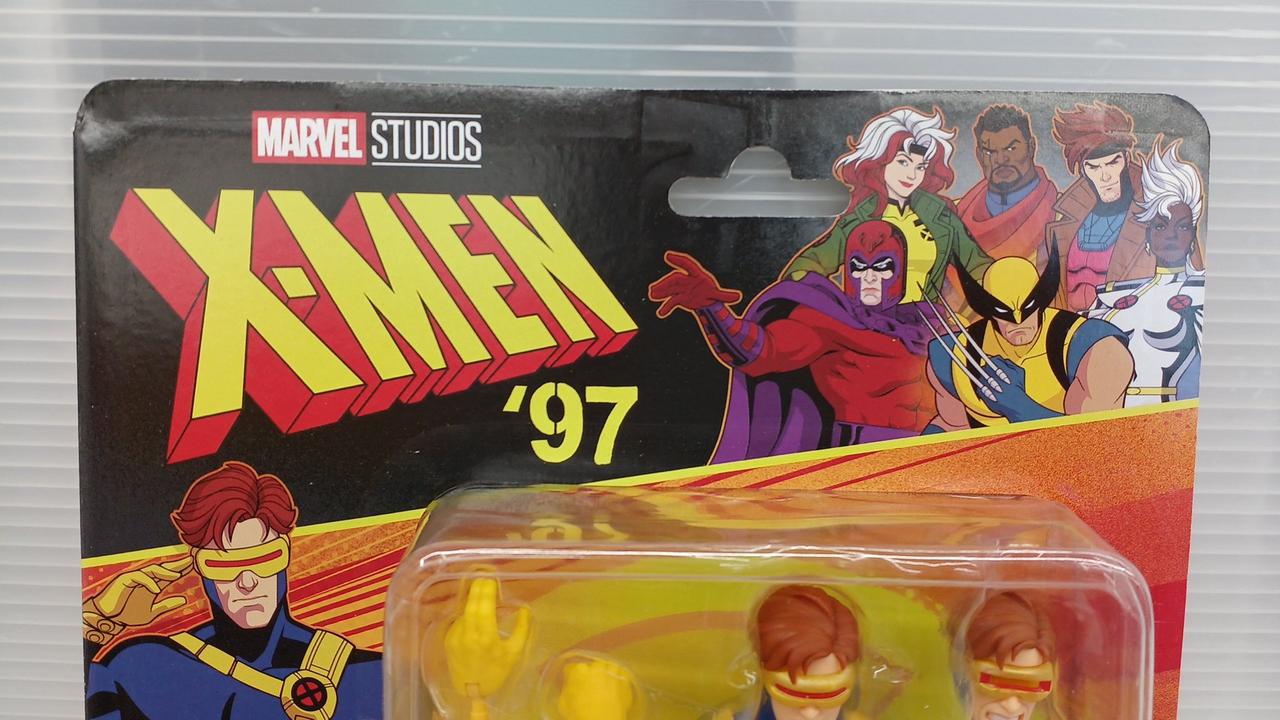 MARVEL STUDIOS
X-MEN
'97